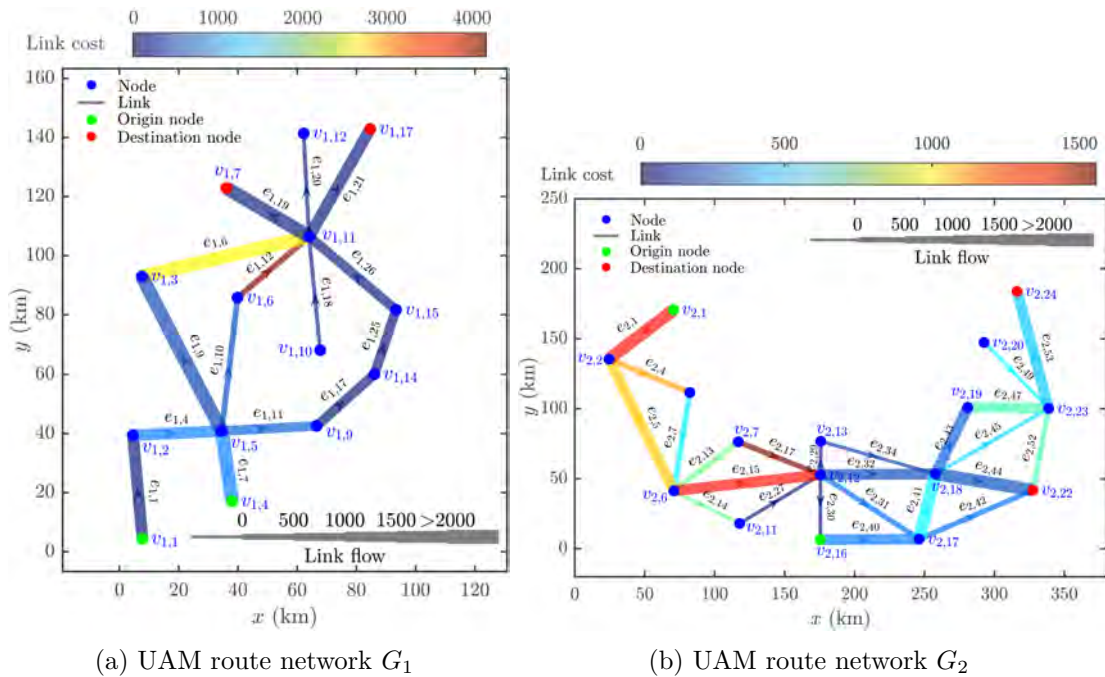 0 1000 2000 3000 4000
Link cost
160
140
120
100
80
60
40
20
0
y (km)
Node
Link
Origin node
Destination node
v1,12
v1,17
v1,7
e1,20
e1,21
e1,19
v1,11
e1,6
e1,12
e1,26
v1,3
v1,6
e1,18
v1,15
e1,9
e1,10
v1,10
e1,25
v1,14
e1,4
e1,11
e1,17
v1,2
v1,5
v1,9
e1,1
e1,7
v1,4
v1,1
0 500 1000 1500 >2000
Link flow
0 20 40 60 80 100 120
x (km)
(a) UAM route network G1
0 500 1000 1500
Link cost
250
200
150
100
50
0
y (km)
Node
Link
Origin node
Destination node
0 500 1000 1500 >2000
Link flow
v2,1
e2,1
v2,24
v2,2
e2,4
v2,20
e2,53
e2,49
e2,5
e2,7
v2,19
e2,47
v2,23
v2,7
v2,13
e2,13
e2,17
e2,34
e2,45
e2,15
e2,32
e2,52
v2,6
v2,12
v2,18
e2,44
e2,14
e2,41
v2,22
v2,11
e2,30
e2,31
e2,42
e2,40
v2,16
v2,17
0 50 100 150 200 250 300 350
x (km)
(b) UAM route network G2